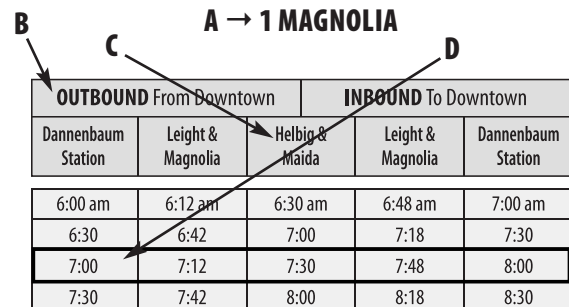 A → 1 MAGNOLIA
B
C
D
OUTBOUND From Downtown INBOUND To Downtown
Dannenbaum Station Leight & Magnolia Helbig & Maida Leight & Magnolia Dannenbaum Station
6:00 am 6:12 am 6:30 am 6:48 am 7:00 am
6:30 6:42 7:00 7:18 7:30
7:00 7:12 7:30 7:48 8:00
7:30 7:42 8:00 8:18 8:30